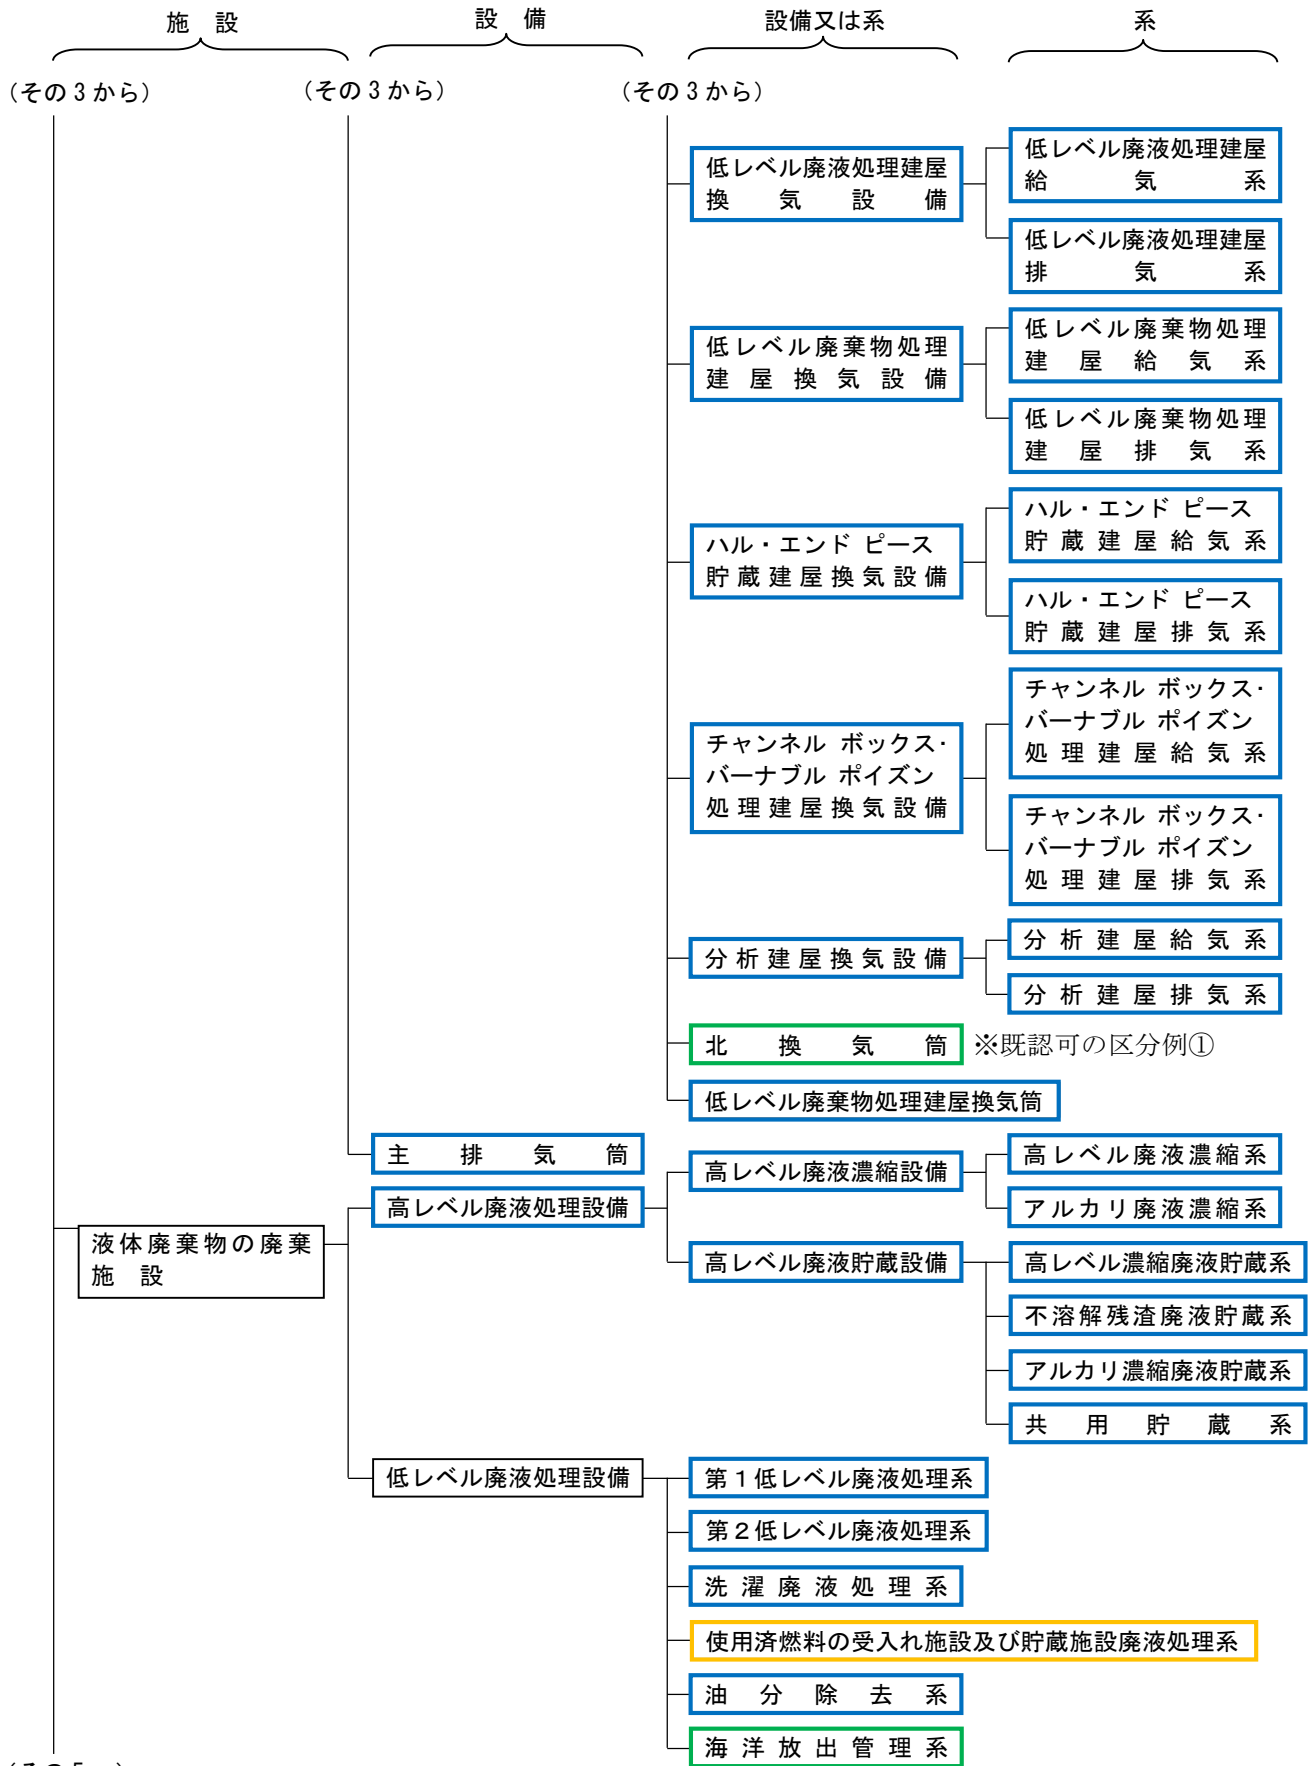 施 設
設 備
設備又は系
系
(その3から)
(その3から)
(その3から)
低レベル廃液処理建屋
換気設備
低レベル廃液処理建屋
給気系
低レベル廃液処理建屋
排気系
低レベル廃棄物処理
建屋換気設備
低レベル廃棄物処理
建屋給気系
低レベル廃棄物処理
建屋排気系
ハル・エンド ピース
貯蔵建屋換気設備
ハル・エンド ピース
貯蔵建屋給気系
ハル・エンド ピース
貯蔵建屋排気系
チャンネル ボックス・
バーナブル ポイズン
処理建屋換気設備
チャンネル ボックス・
バーナブル ポイズン
処理建屋給気系
チャンネル ボックス・
バーナブル ポイズン
処理建屋排気系
分析建屋換気設備
分析建屋給気系
分析建屋排気系
北換気筒
※既認可の区分例①
低レベル廃棄物処理建屋換気筒
主排気筒
液体廃棄物の廃棄
施 設
高レベル廃液処理設備
高レベル廃液濃縮設備
高レベル廃液濃縮系
アルカリ廃液濃縮系
高レベル廃液貯蔵設備
高レベル濃縮廃液貯蔵系
不溶解残渣廃液貯蔵系
アルカリ濃縮廃液貯蔵系
共用貯蔵系
低レベル廃液処理設備
第1低レベル廃液処理系
第2低レベル廃液処理系
洗濯廃液処理系
使用済燃料の受入れ施設及び貯蔵施設廃液処理系
油分除去系
海洋放出管理系